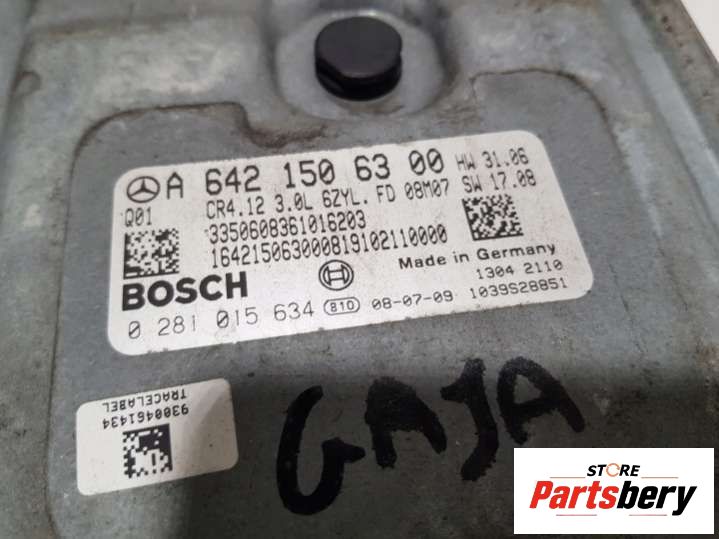 A 642 150 63 00 HW 31.06
Q01 CR4.12 3.0L 6ZYL. FD 08M07 SW 17.08
3350608361016203
164215063000819102110000
BOSCH Made in Germany
1304 2110
0 281 015 634 B10 08-07-09 1039S28851
TRACELABEL
9300461434
GAJA
STORE
Partsbery